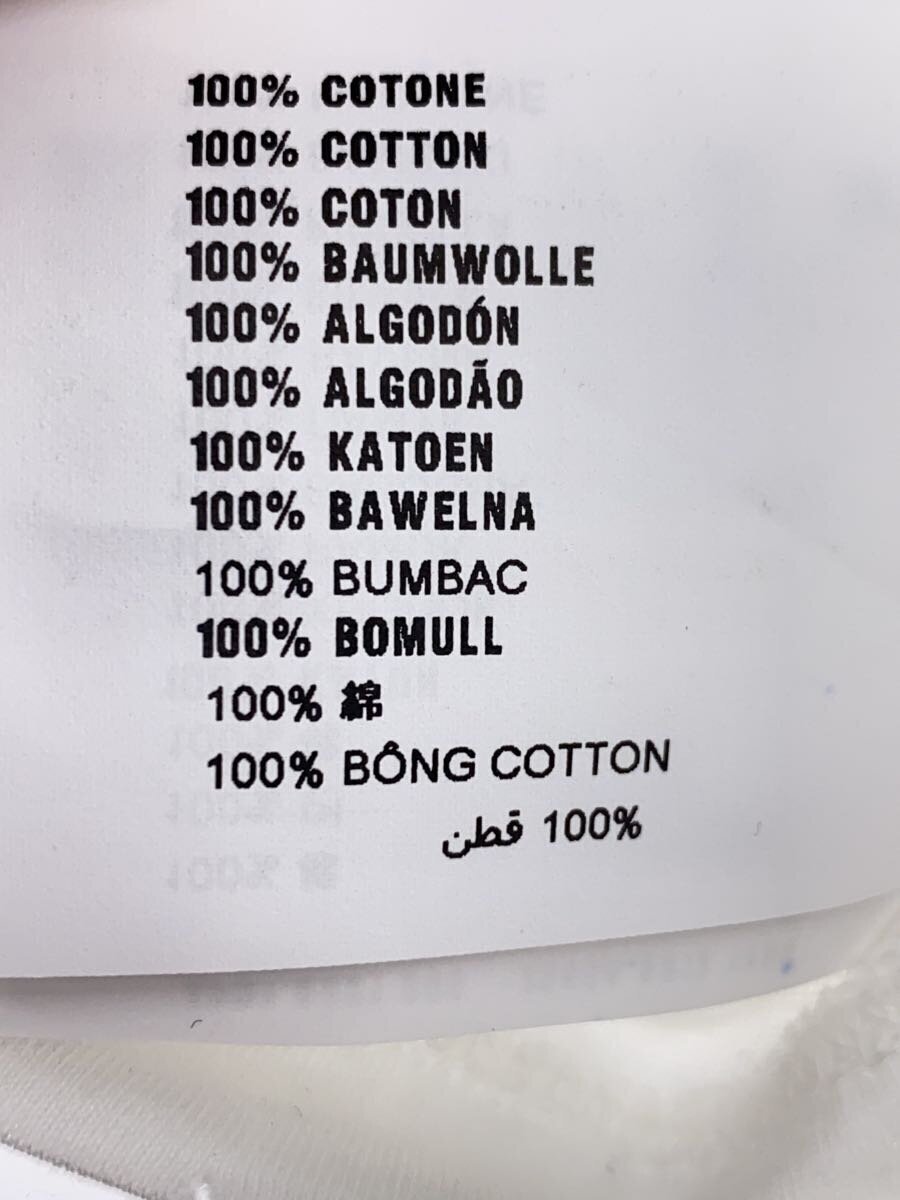 100% COTONE
100% COTTON
100% COTON
100% BAUMWOLLE
100% ALGODÓN
100% ALGODÃO
100% KATOEN
100% BAWELNA
100% BUMBAC
100% BOMULL
100% 綿
100% BÔNG COTTON
100% قطن